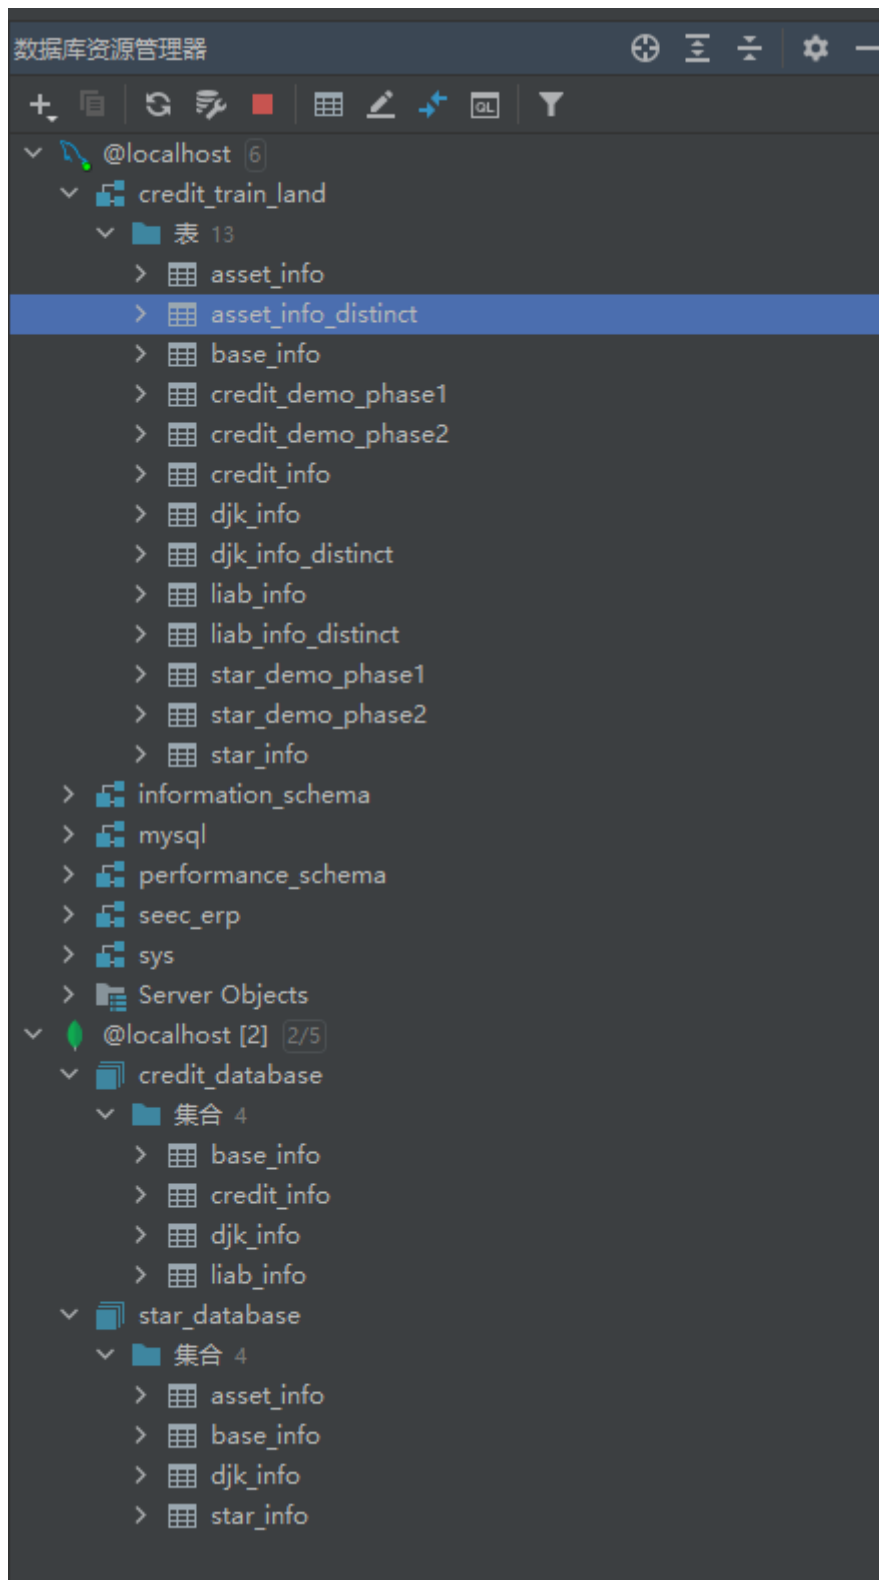 数据库资源管理器
QL
@localhost 6
credit_train_land
表 13
asset_info
asset_info_distinct
base_info
credit_demo_phase1
credit_demo_phase2
credit_info
djk_info
djk_info_distinct
liab_info
liab_info_distinct
star_demo_phase1
star_demo_phase2
star_info
information_schema
mysql
performance_schema
seec_erp
sys
Server Objects
@localhost [2] 2/5
credit_database
集合 4
base_info
credit_info
djk_info
liab_info
star_database
集合 4
asset_info
base_info
djk_info
star_info